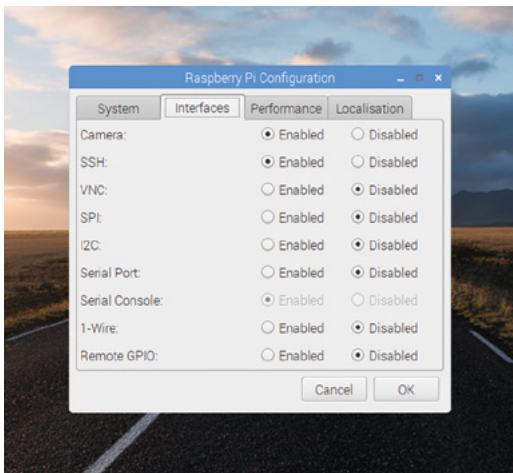 Raspberry Pi Configuration
System Interfaces Performance Localisation
Camera: Enabled Disabled
SSH: Enabled Disabled
VNC: Enabled Disabled
SPI: Enabled Disabled
I2C: Enabled Disabled
Serial Port: Enabled Disabled
Serial Console: Enabled Disabled
1-Wire: Enabled Disabled
Remote GPIO: Enabled Disabled
Cancel OK